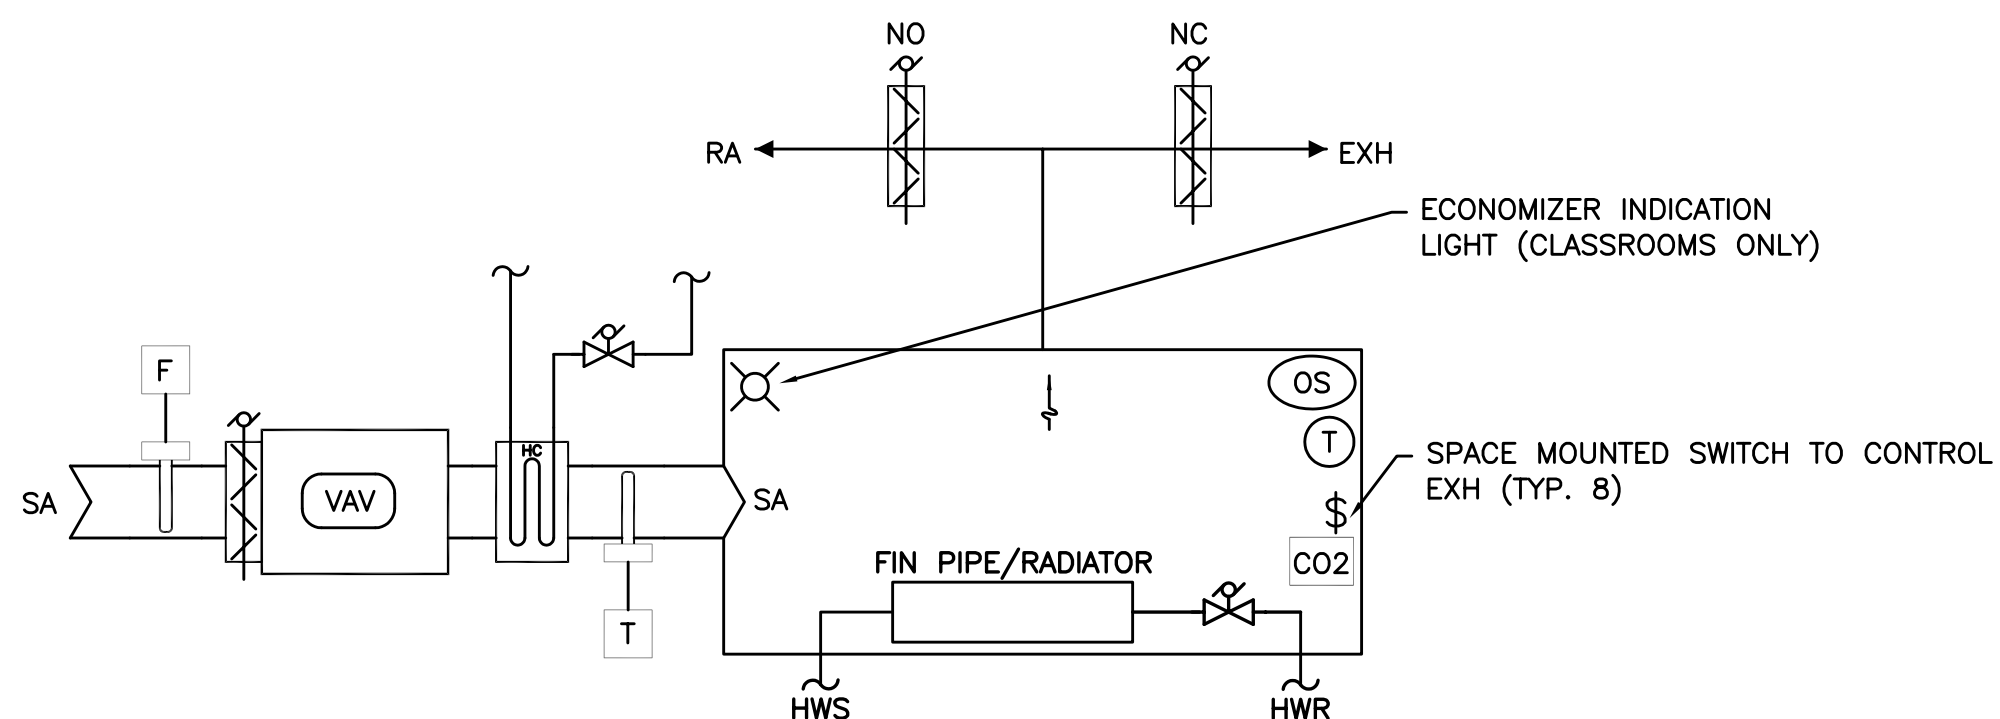 NO
NC
RA
EXH
ECONOMIZER INDICATION
LIGHT (CLASSROOMS ONLY)
F
OS
HC
T
SPACE MOUNTED SWITCH TO CONTROL
EXH (TYP. 8)
SA
VAV
SA
$
FIN PIPE/RADIATOR
CO2
T
HWS
HWR